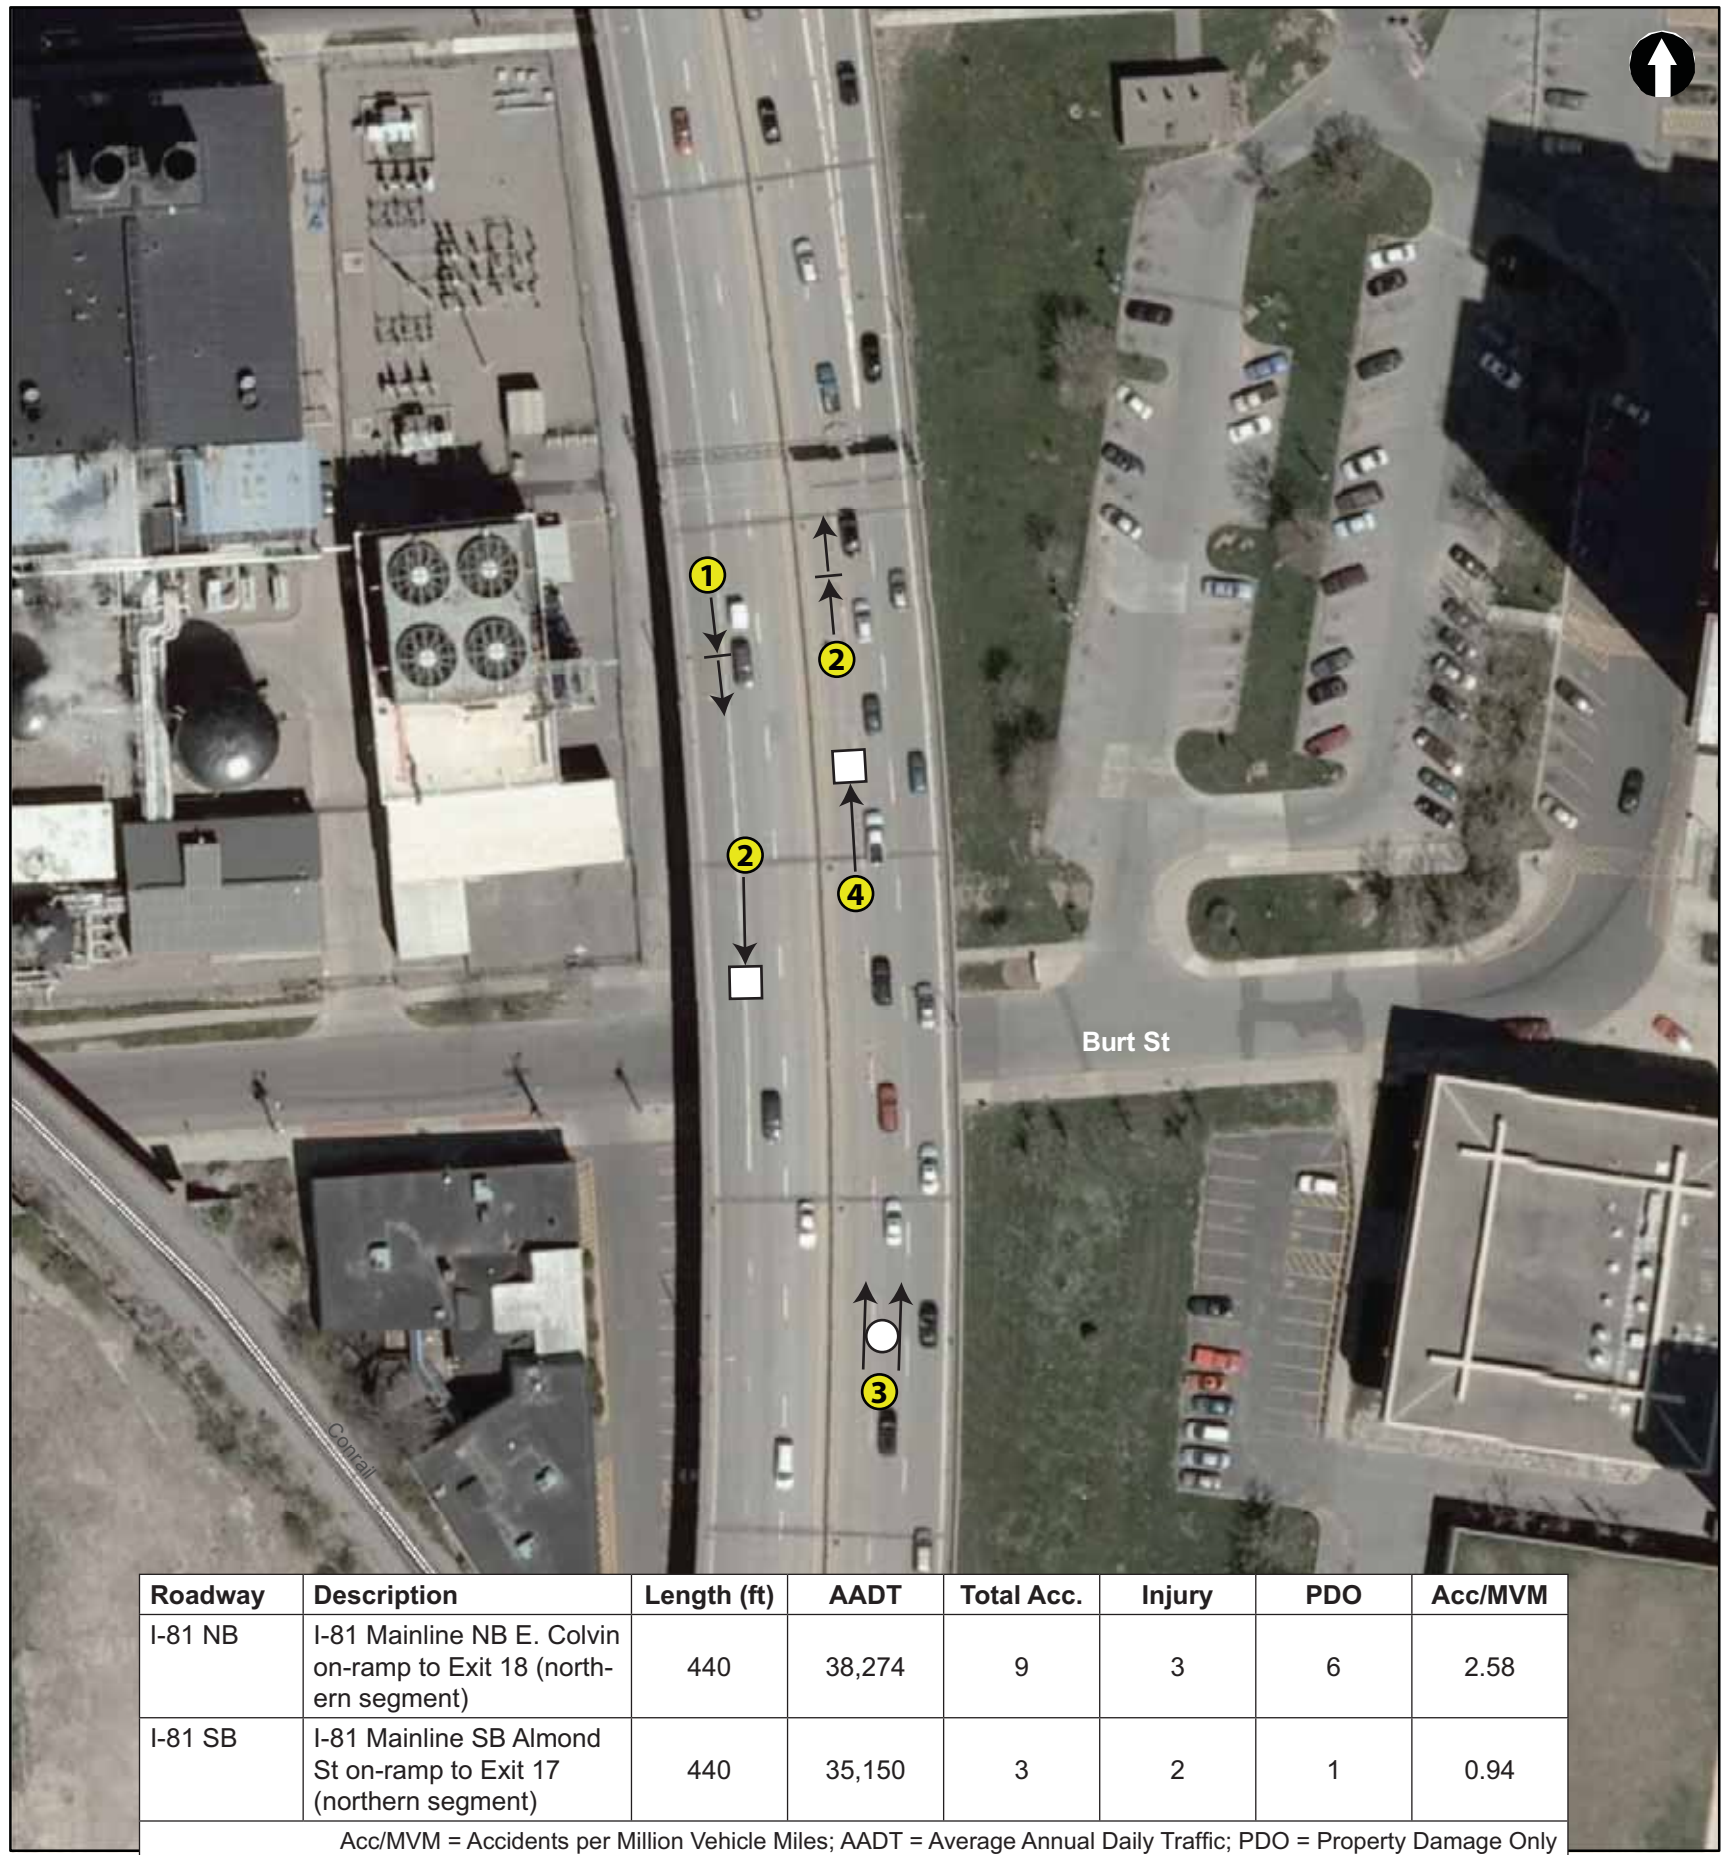 1
2
2
4
Burt St
3
Conrail
Roadway Description Length (ft) AADT Total Acc. Injury PDO Acc/MVM
I-81 NB I-81 Mainline NB E. Colvin
on-ramp to Exit 18 (north- 440 38,274 9 3 6 2.58
ern segment)
I-81 SB I-81 Mainline SB Almond
St on-ramp to Exit 17 440 35,150 3 2 1 0.94
(northern segment)
Acc/MVM = Accidents per Million Vehicle Miles; AADT = Average Annual Daily Traffic; PDO = Property Damage Only